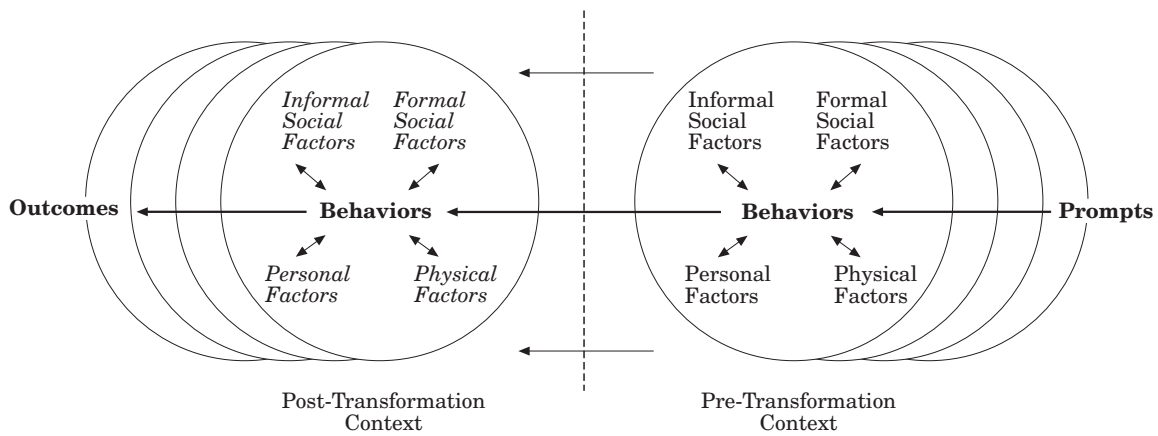 Informal
Social
Factors
Formal
Social
Factors
Informal
Social
Factors
Formal
Social
Factors
Outcomes
Behaviors
Behaviors
Prompts
Personal
Factors
Physical
Factors
Personal
Factors
Physical
Factors
Post-Transformation
Context
Pre-Transformation
Context